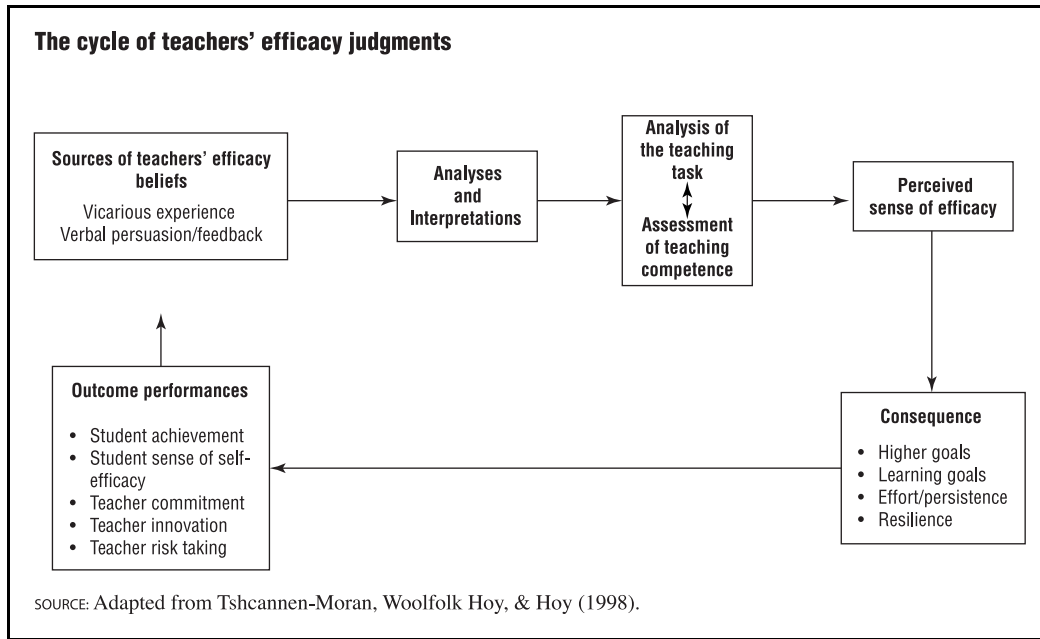 The cycle of teachers’ efficacy judgments
Sources of teachers’ efficacy
beliefs
Vicarious experience
Verbal persuasion/feedback
Analyses
and
Interpretations
Analysis of
the teaching
task
Assessment
of teaching
competence
Perceived
sense of efficacy
Consequence
• Higher goals
• Learning goals
• Effort/persistence
• Resilience
Outcome performances
• Student achievement
• Student sense of self-
efficacy
• Teacher commitment
• Teacher innovation
• Teacher risk taking
SOURCE: Adapted from Tshcannen-Moran, Woolfolk Hoy, & Hoy (1998).